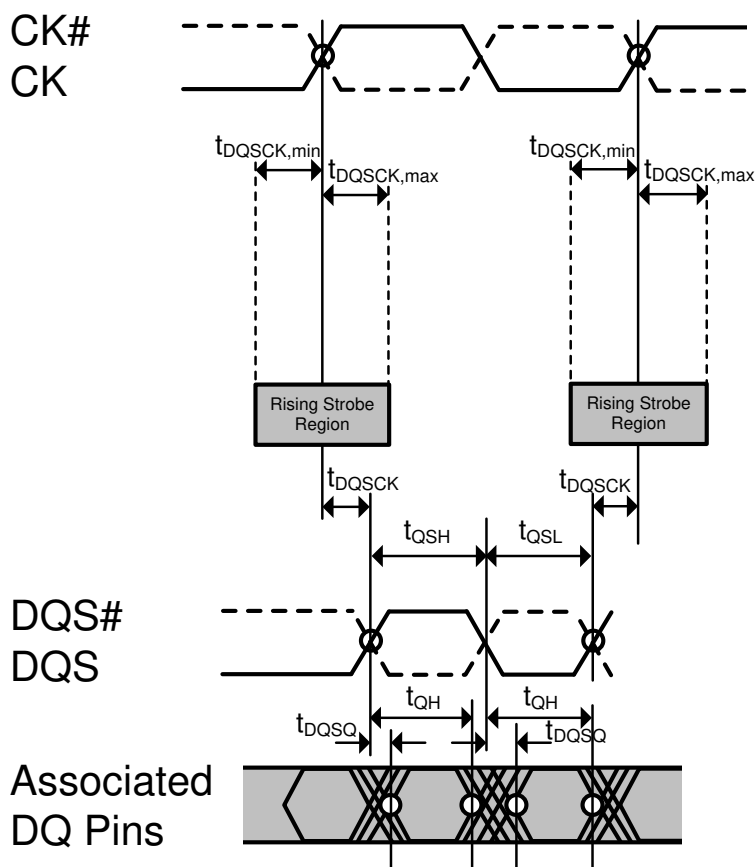 CK#
CK
tDQSCK,min
tDQSCK,max
tDQSCK,min
tDQSCK,max
Rising Strobe
Region
Rising Strobe
Region
tDQSCK
tDQSCK
tQSH
tQSL
DQS#
DQS
tQH
tQH
tDQSQ
tDQSQ
Associated
DQ Pins